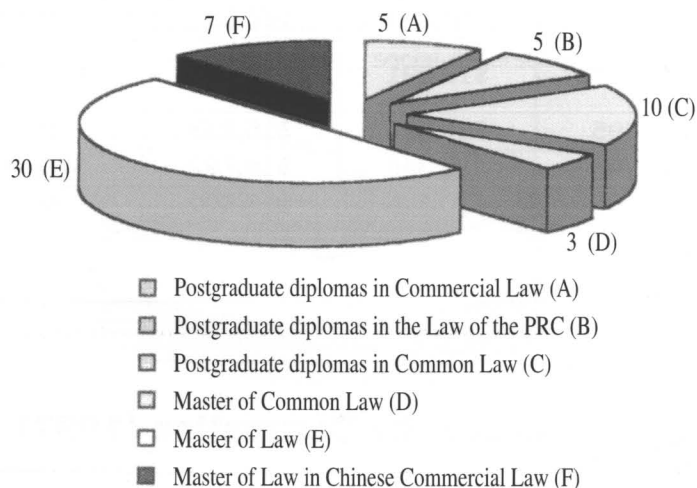 7 (F)
5 (A)
5 (B)
10 (C)
30 (E)
3 (D)
Postgraduate diplomas in Commercial Law (A)
Postgraduate diplomas in the Law of the PRC (B)
Postgraduate diplomas in Common Law (C)
Master of Common Law (D)
Master of Law (E)
Master of Law in Chinese Commercial Law (F)